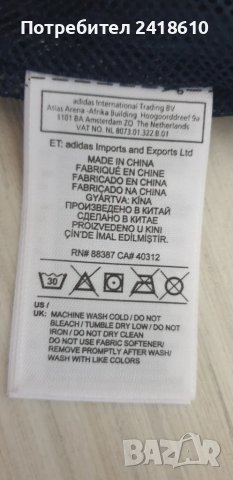 Потребител 2418610
adidas International Trading BV
Atlas Arena -Afrika Building Hoogoorddreef 9a
1101 BA Amsterdam ZO The Netherlands
VAT NO. NL 8073.01.322.B.01
ET: adidas Imports and Exports Ltd
MADE IN CHINA
FABRIQUÉ EN CHINE
FABRICADO EN CHINA
FABRICADO NA CHINA
GYÁRTVA: KÍNA
ПРОИЗВЕДЕНО В КИТАЙ
СДЕЛАНО В КИТАЕ
PROIZVEDENO U KINI
ÇIN'DE İMAL EDİLMİŞTİR.
RN# 88387 CA# 40312
30
US /
UK: MACHINE WASH COLD / DO NOT
BLEACH / TUMBLE DRY LOW / DO NOT
IRON / DO NOT DRY CLEAN
DO NOT USE FABRIC SOFTENER/
REMOVE PROMPTLY AFTER WASH/
WASH WITH LIKE COLORS
BAZAR
.bg